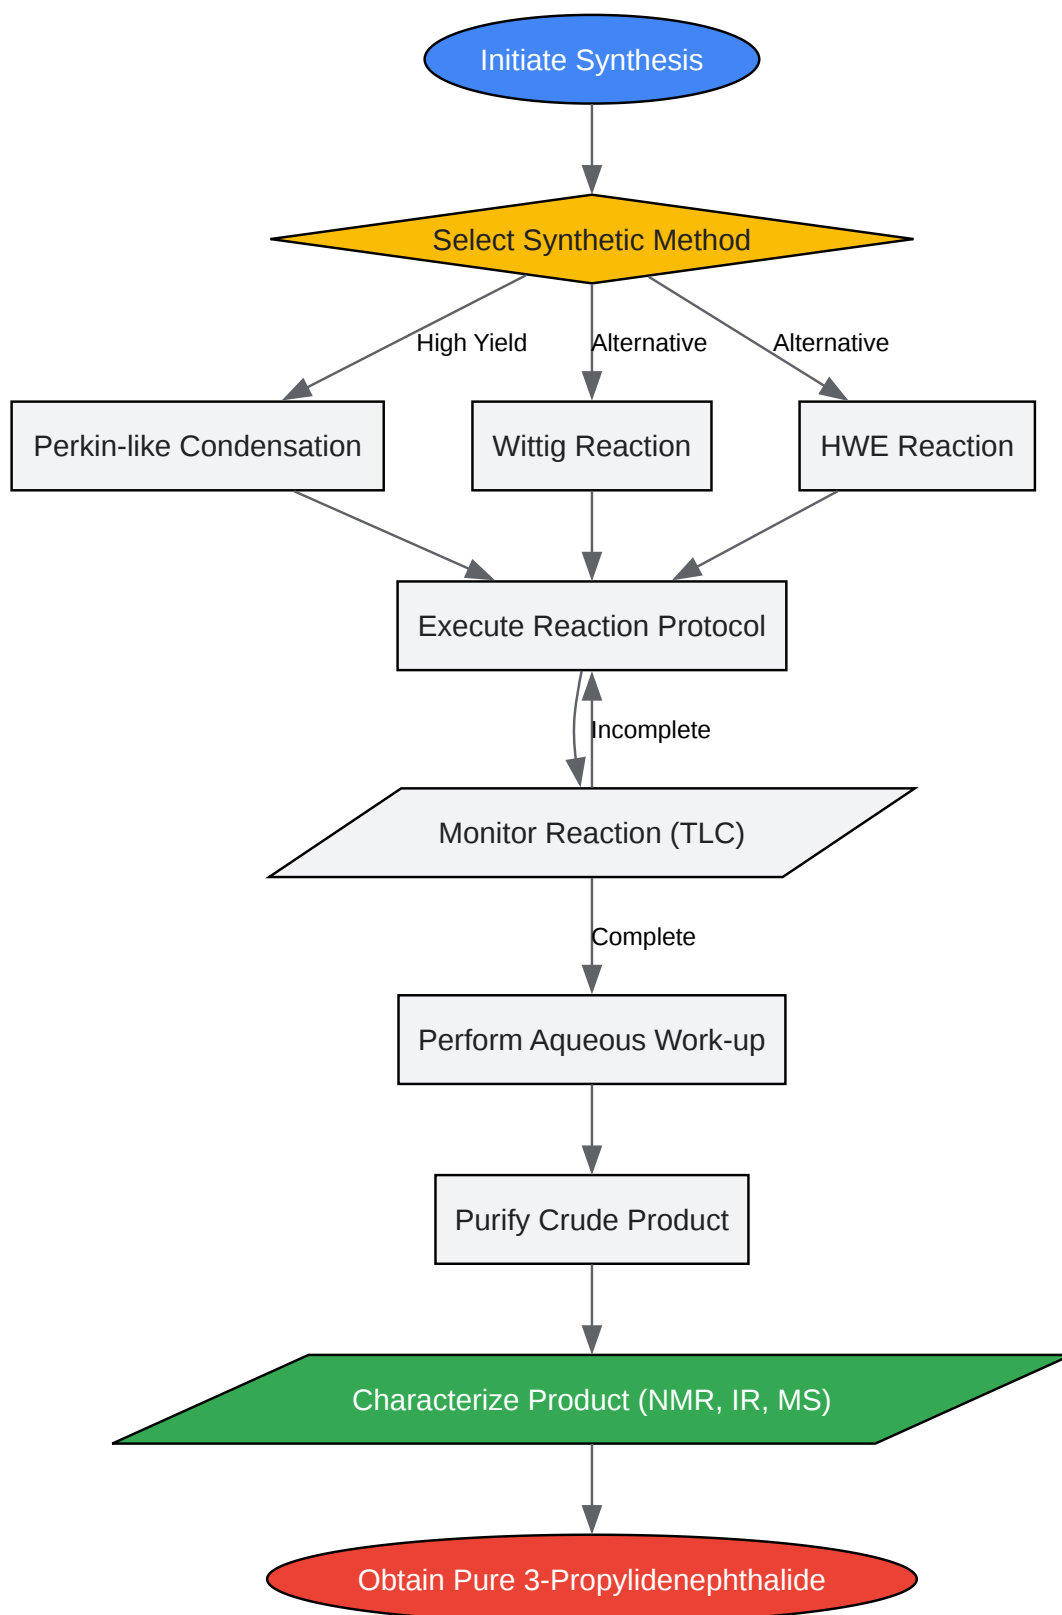 Initiate Synthesis
Select Synthetic Method
High Yield
Alternative
Alternative
Perkin-like Condensation
Wittig Reaction
HWE Reaction
Execute Reaction Protocol
Incomplete
Monitor Reaction (TLC)
Complete
Perform Aqueous Work-up
Purify Crude Product
Characterize Product (NMR, IR, MS)
Obtain Pure 3-Propylidenephthalide